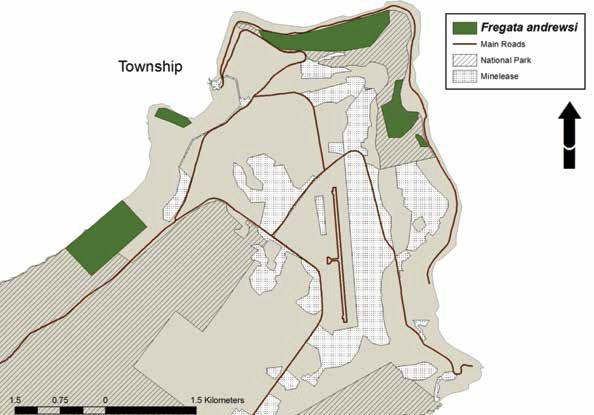 Fregata andrewsi
Main Roads
National Park
Minelease
Township
1.5 0.75 0 1.5 Kilometers